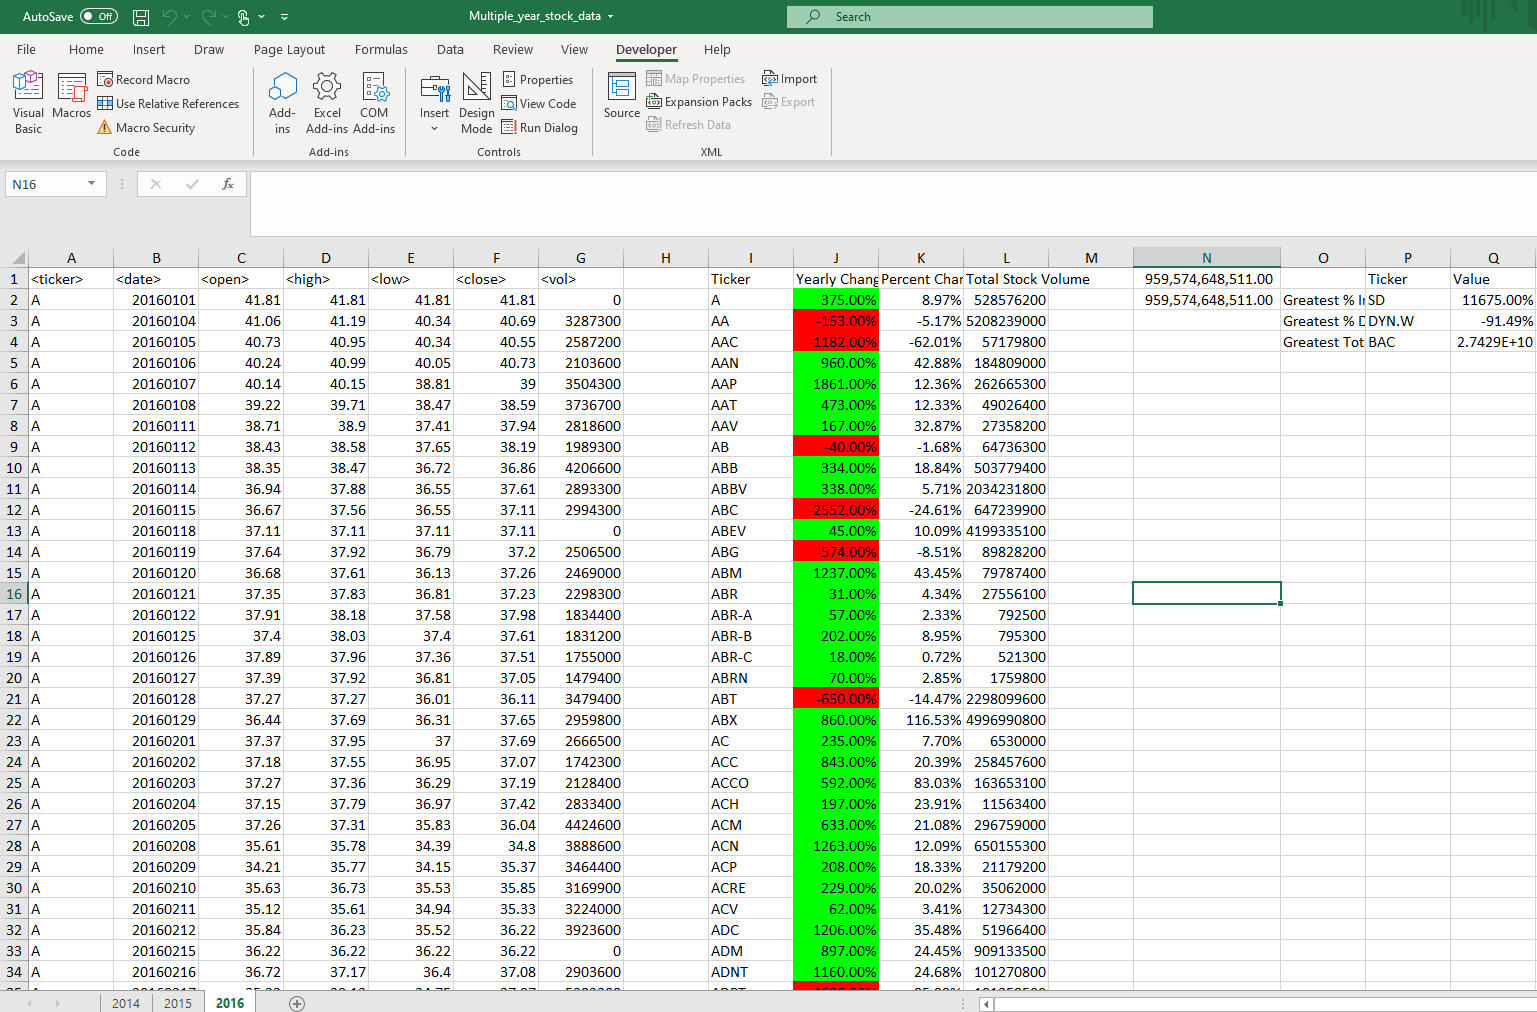 AutoSave Off Multiple_year_stock_data Search
File Home Insert Draw Page Layout Formulas Data Review View Developer Help
Visual Basic Macros Record Macro Use Relative References Macro Security Code
Add-ins Excel Add-ins COM Add-ins Add-ins
Insert Design Mode Properties View Code Run Dialog Controls
Source Map Properties Expansion Packs Refresh Data Import Export XML
N16 fx
A B C D E F G H I J K L M N O P Q
1 <ticker> <date> <open> <high> <low> <close> <vol> Ticker Yearly Chang Percent Char Total Stock Volume 959,574,648,511.00 Ticker Value
2 A 20160101 41.81 41.81 41.81 41.81 0 A 375.00% 8.97% 528576200 959,574,648,511.00 Greatest % I SD 11675.00%
3 A 20160104 41.06 41.19 40.34 40.69 3287300 AA -153.00% -5.17% 5208239000 Greatest % D DYN.W -91.49%
4 A 20160105 40.73 40.95 40.34 40.55 2587200 AAC -1182.00% -62.01% 57179800 Greatest Tot BAC 2.7429E+10
5 A 20160106 40.24 40.99 40.05 40.73 2103600 AAN 960.00% 42.88% 184809000
6 A 20160107 40.14 40.15 38.81 39 3504300 AAP 1861.00% 12.36% 262665300
7 A 20160108 39.22 39.71 38.47 38.59 3736700 AAT 473.00% 12.33% 49026400
8 A 20160111 38.71 38.9 37.41 37.94 2818600 AAV 167.00% 32.87% 27358200
9 A 20160112 38.43 38.58 37.65 38.19 1989300 AB -40.00% -1.68% 64736300
10 A 20160113 38.35 38.47 36.72 36.86 4206600 ABB 334.00% 18.84% 503779400
11 A 20160114 36.94 37.88 36.55 37.61 2893300 ABBV 338.00% 5.71% 2034231800
12 A 20160115 36.67 37.56 36.55 37.11 2994300 ABC -2552.00% -24.61% 647239900
13 A 20160118 37.11 37.11 37.11 37.11 0 ABEV 45.00% 10.09% 4199335100
14 A 20160119 37.64 37.92 36.79 37.2 2506500 ABG -574.00% -8.51% 89828200
15 A 20160120 36.68 37.61 36.13 37.26 2469000 ABM 1237.00% 43.45% 79787400
16 A 20160121 37.35 37.83 36.81 37.23 2298300 ABR 31.00% 4.34% 27556100
17 A 20160122 37.91 38.18 37.58 37.98 1834400 ABR-A 57.00% 2.33% 792500
18 A 20160125 37.4 38.03 37.4 37.61 1831200 ABR-B 202.00% 8.95% 795300
19 A 20160126 37.89 37.96 37.36 37.51 1755000 ABR-C 18.00% 0.72% 521300
20 A 20160127 37.39 37.92 36.81 37.05 1479400 ABRN 70.00% 2.85% 1759800
21 A 20160128 37.27 37.27 36.01 36.11 3479400 ABT -650.00% -14.47% 2298099600
22 A 20160129 36.44 37.69 36.31 37.65 2959800 ABX 860.00% 116.53% 4996990800
23 A 20160201 37.37 37.95 37 37.69 2666500 AC 235.00% 7.70% 6530000
24 A 20160202 37.18 37.55 36.95 37.07 1742300 ACC 843.00% 20.39% 258457600
25 A 20160203 37.27 37.36 36.29 37.19 2128400 ACCO 592.00% 83.03% 163653100
26 A 20160204 37.15 37.79 36.97 37.42 2833400 ACH 197.00% 23.91% 11563400
27 A 20160205 37.26 37.31 35.83 36.04 4424600 ACM 633.00% 21.08% 296759000
28 A 20160208 35.61 35.78 34.39 34.8 3888600 ACN 1263.00% 12.09% 650155300
29 A 20160209 34.21 35.77 34.15 35.37 3464400 ACP 208.00% 18.33% 21179200
30 A 20160210 35.63 36.73 35.53 35.85 3169900 ACRE 229.00% 20.02% 35062000
31 A 20160211 35.12 35.61 34.94 35.33 3224000 ACV 62.00% 3.41% 12734300
32 A 20160212 35.84 36.23 35.52 36.22 3923600 ADC 1206.00% 35.48% 51966400
33 A 20160215 36.22 36.22 36.22 36.22 0 ADM 897.00% 24.45% 909133500
34 A 20160216 36.72 37.17 36.4 37.08 2903600 ADNT 1160.00% 24.68% 101270800
2014 2015 2016